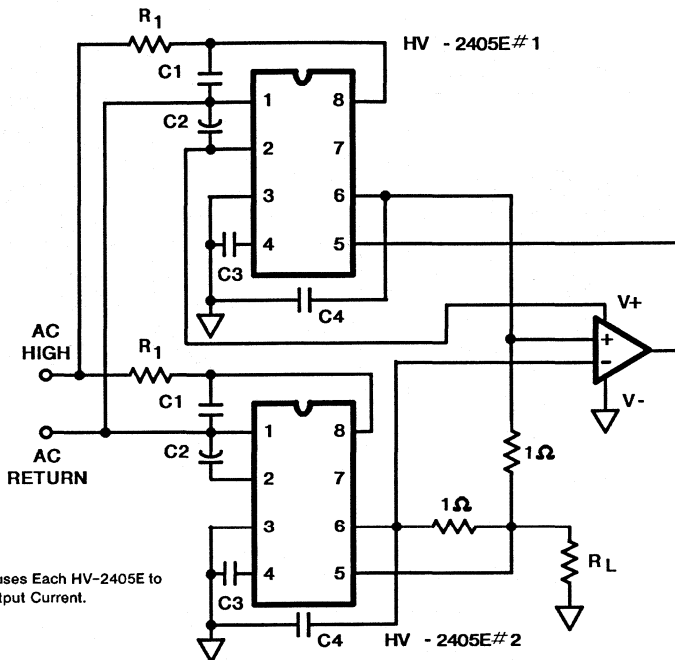 R1
HV - 2405E#1
C1
1
8
C2
2
7
3
6
4
5
C3
C4
V+
+
-
V-
AC
HIGH
R1
C1
1
8
AC
RETURN
C2
2
7
1Ω
1Ω
3
6
4
5
RL
C3
C4
uses Each HV-2405E to
tput Current.
HV - 2405E#2